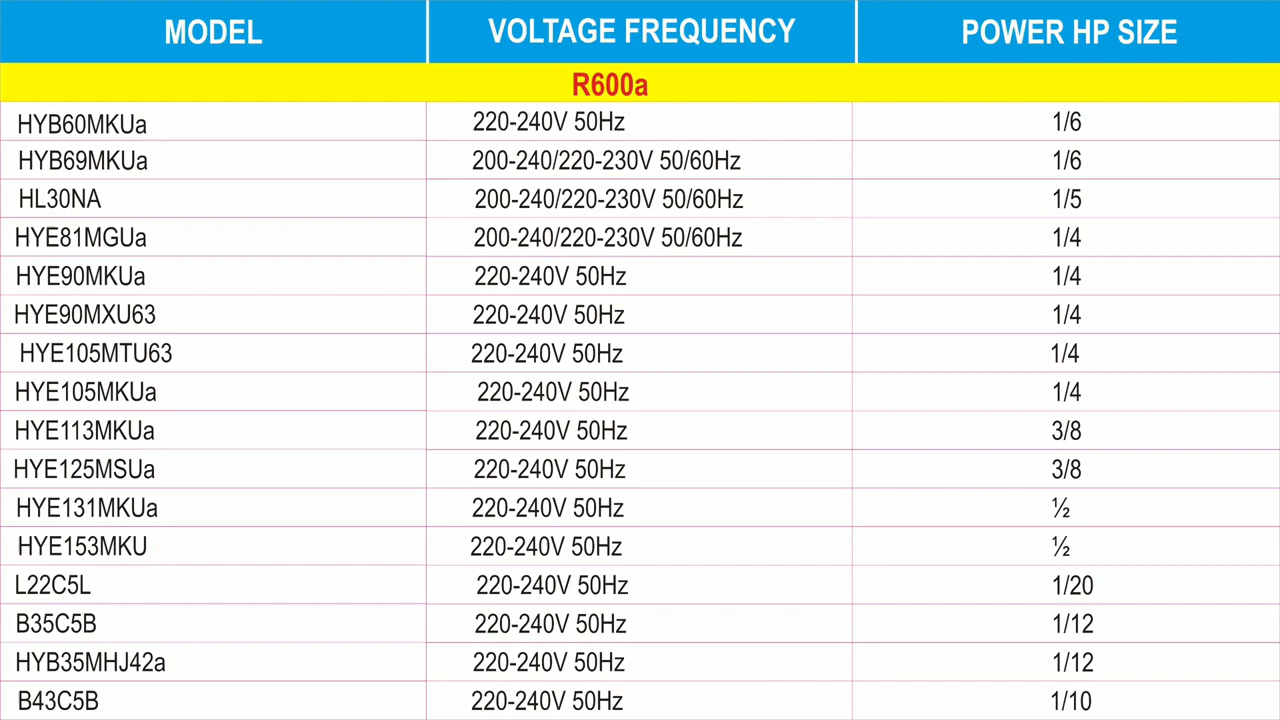 MODEL VOLTAGE FREQUENCY POWER HP SIZE
R600a
HYB60MKUa 220-240V 50Hz 1/6
HYB69MKUa 200-240/220-230V 50/60Hz 1/6
HL30NA 200-240/220-230V 50/60Hz 1/5
HYE81MGUa 200-240/220-230V 50/60Hz 1/4
HYE90MKUa 220-240V 50Hz 1/4
HYE90MXU63 220-240V 50Hz 1/4
HYE105MTU63 220-240V 50Hz 1/4
HYE105MKUa 220-240V 50Hz 1/4
HYE113MKUa 220-240V 50Hz 3/8
HYE125MSUa 220-240V 50Hz 3/8
HYE131MKUa 220-240V 50Hz ½
HYE153MKU 220-240V 50Hz ½
L22C5L 220-240V 50Hz 1/20
B35C5B 220-240V 50Hz 1/12
HYB35MHJ42a 220-240V 50Hz 1/12
B43C5B 220-240V 50Hz 1/10